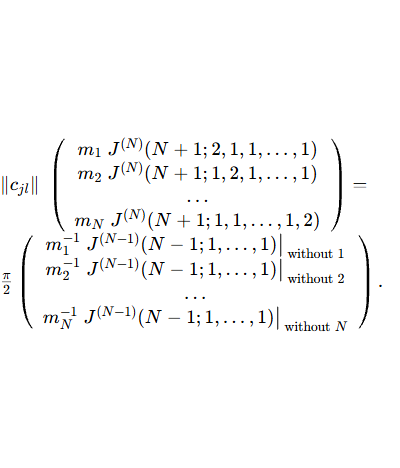 ‖c_{jl}‖ ( m_1 J^{(N)}(N + 1; 2, 1, 1, …, 1)
m_2 J^{(N)}(N + 1; 1, 2, 1, …, 1)
…
m_N J^{(N)}(N + 1; 1, 1, …, 1, 2) ) =
π/2 ( m_1^{-1} J^{(N-1)}(N − 1; 1, …, 1)|_{without 1}
m_2^{-1} J^{(N-1)}(N − 1; 1, …, 1)|_{without 2}
…
m_N^{-1} J^{(N-1)}(N − 1; 1, …, 1)|_{without N} ) .